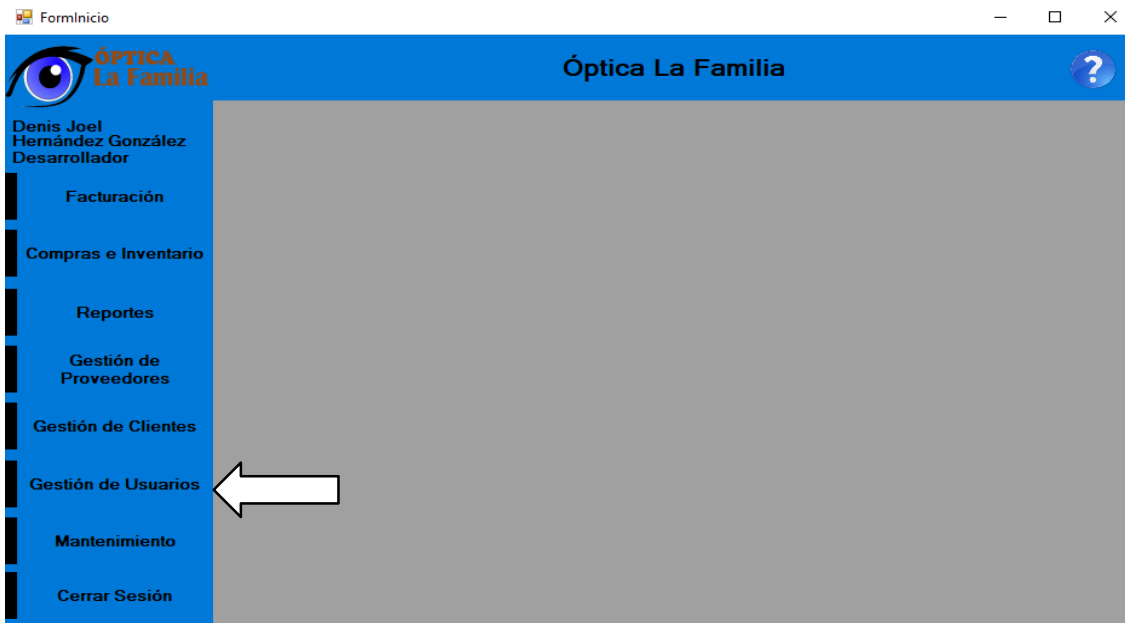 FormInicio
ÓPTICA
La Familia
Óptica La Familia
?
Denis Joel
Hernández González
Desarrollador
Facturación
Compras e Inventario
Reportes
Gestión de
Proveedores
Gestión de Clientes
Gestión de Usuarios
Mantenimiento
Cerrar Sesión